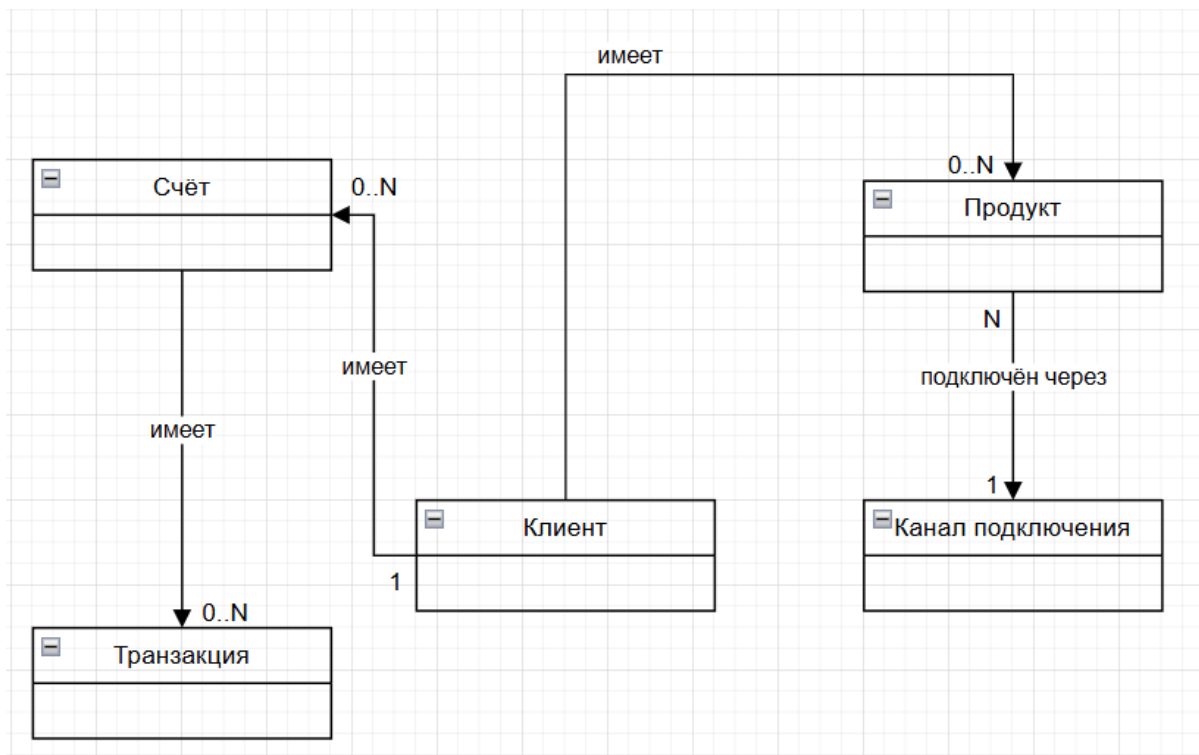 имеет
Счёт
0..N
0..N
Продукт
N
имеет
подключён через
имеет
1
Клиент
Канал подключения
1
0..N
Транзакция